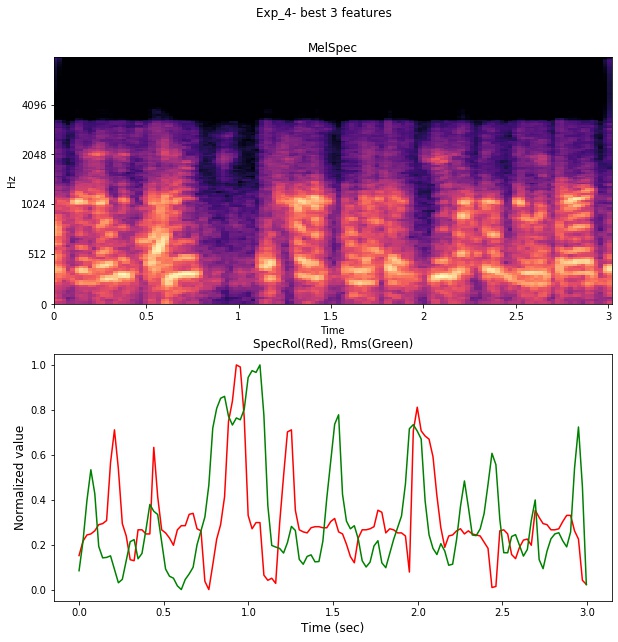 Exp_4- best 3 features
MelSpec
4096
2048
1024
512
0
Hz
0 0.5 1 1.5 2 2.5 3
Time
SpecRol(Red), Rms(Green)
1.0
0.8
0.6
0.4
0.2
0.0
Normalized value
0.0 0.5 1.0 1.5 2.0 2.5 3.0
Time (sec)